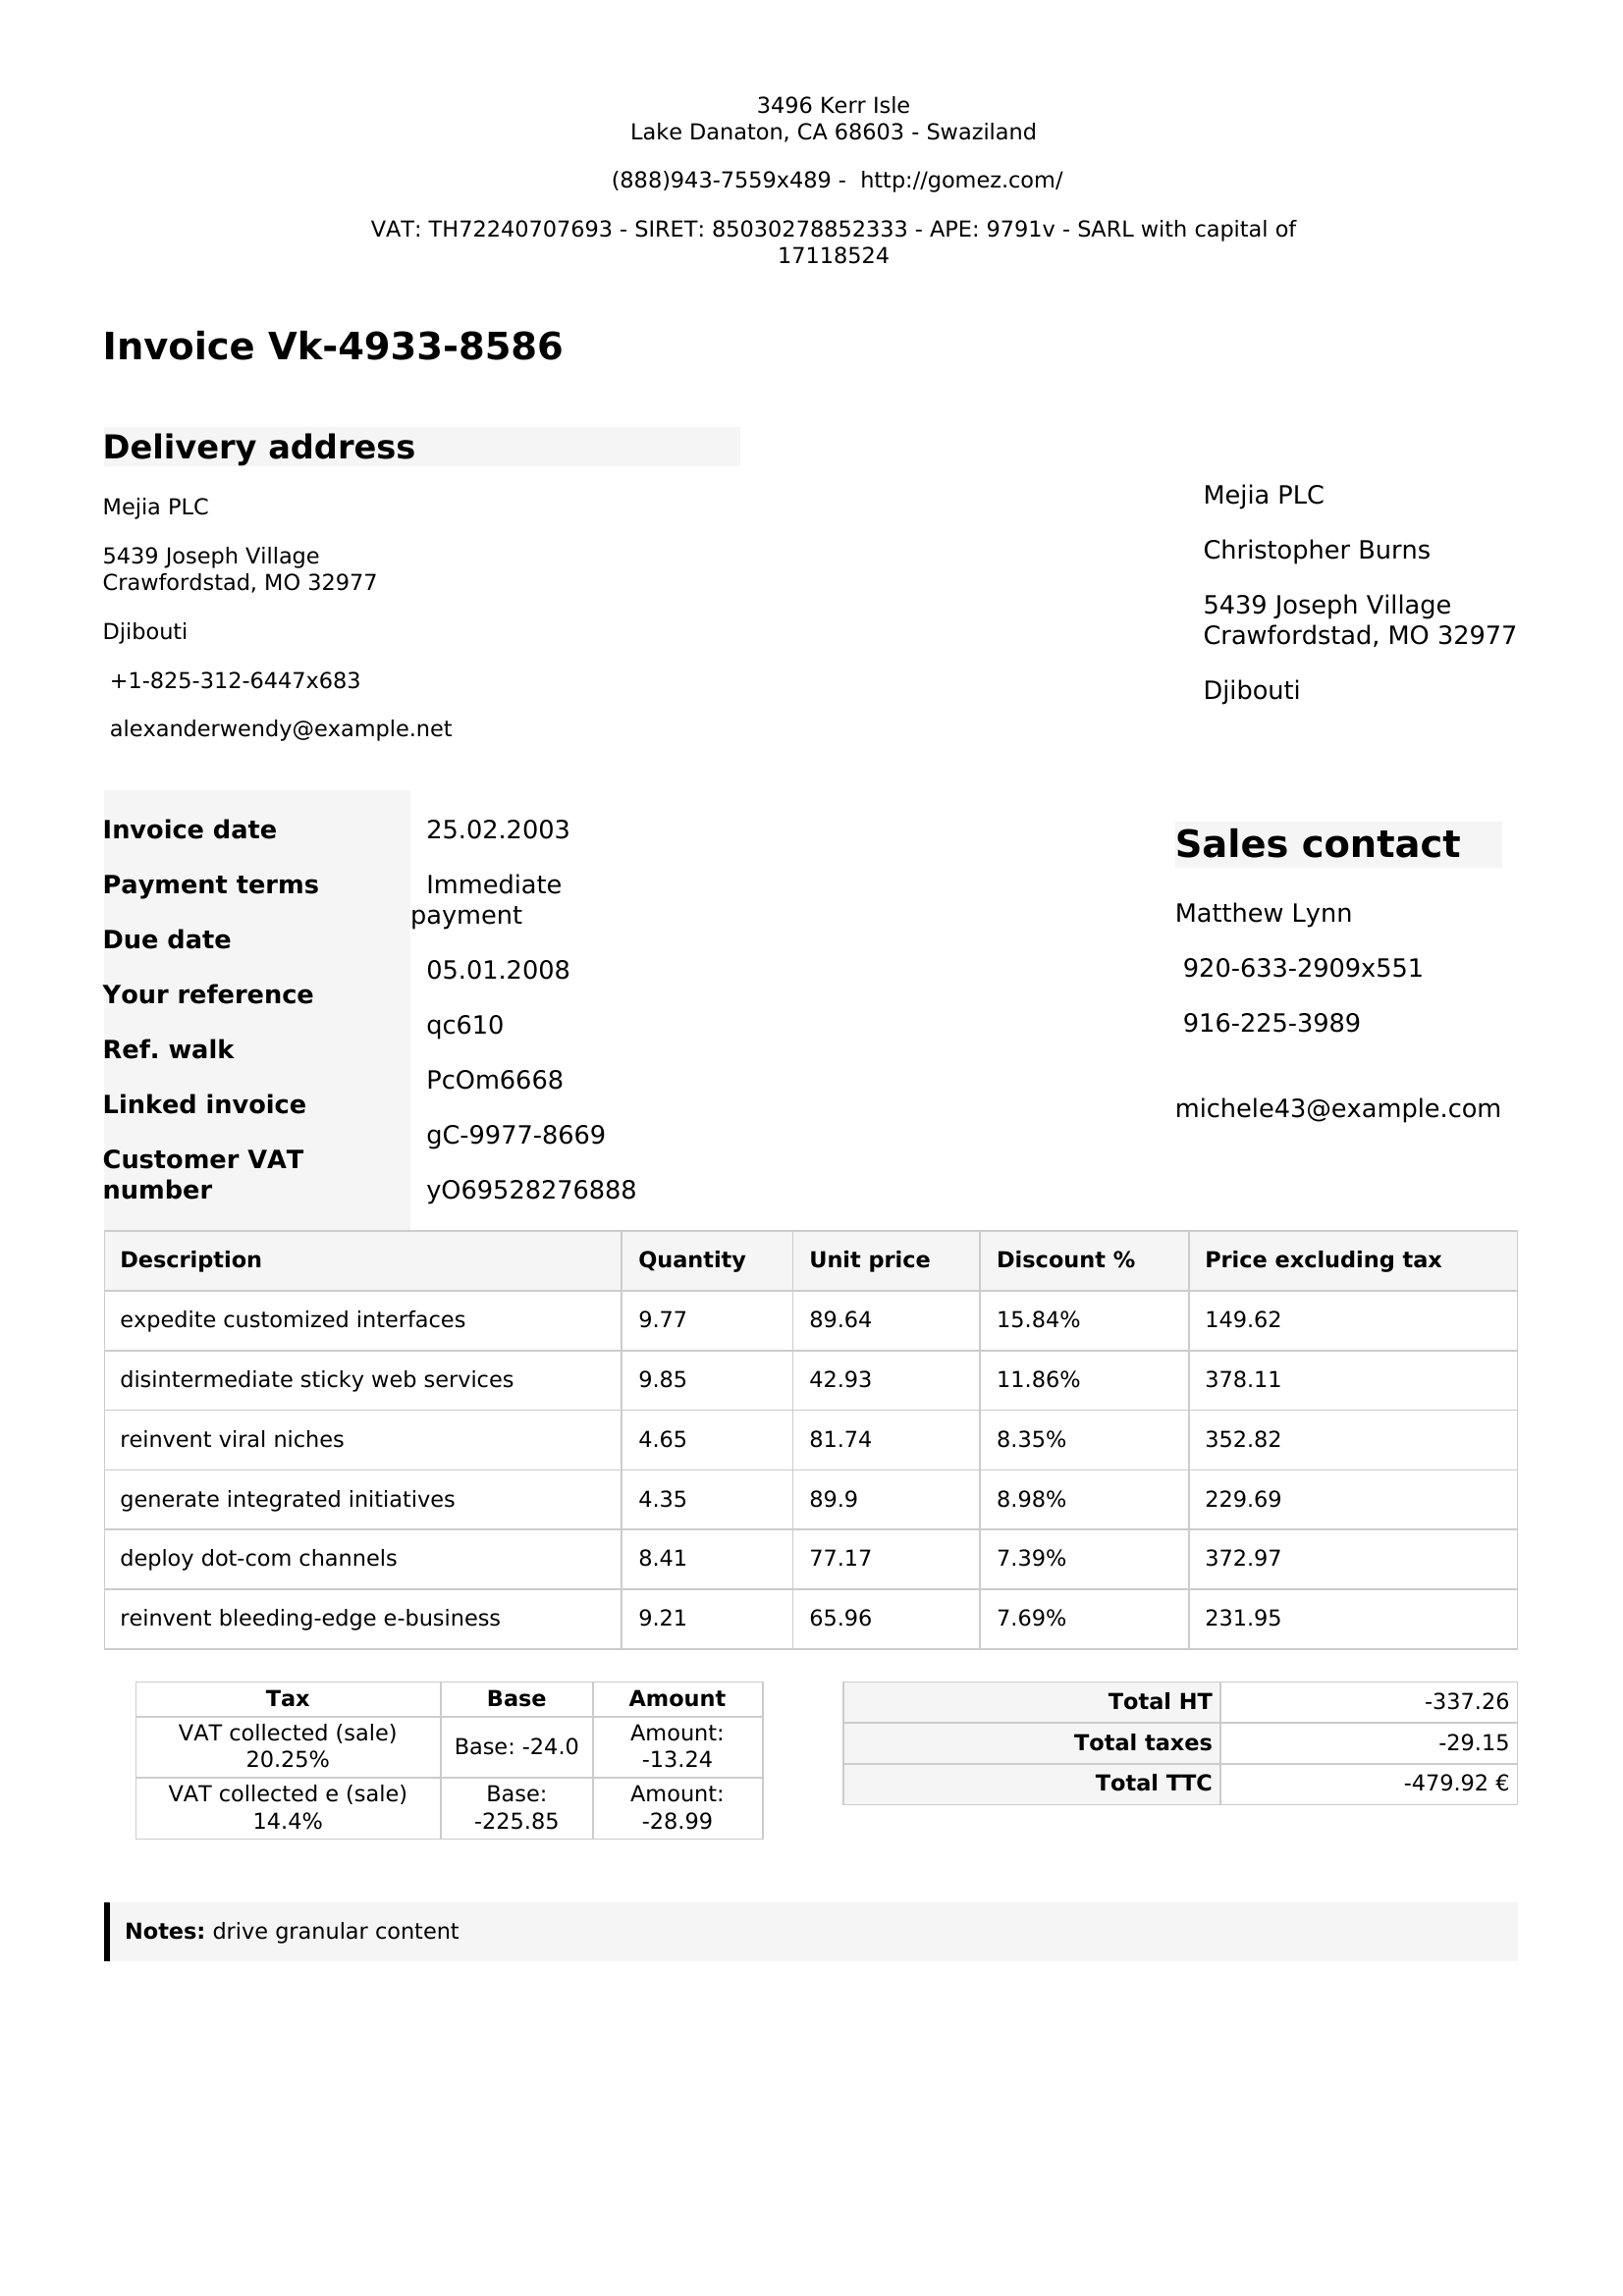 3496 Kerr Isle
Lake Danaton, CA 68603 - Swaziland
(888)943-7559x489 - http://gomez.com/
VAT: TH72240707693 - SIRET: 85030278852333 - APE: 9791v - SARL with capital of
17118524
Invoice Vk-4933-8586
Delivery address
Mejia PLC
5439 Joseph Village
Crawfordstad, MO 32977
Djibouti
+1-825-312-6447x683
alexanderwendy@example.net
Mejia PLC
Christopher Burns
5439 Joseph Village
Crawfordstad, MO 32977
Djibouti
Invoice date
Payment terms
Due date
Your reference
Ref. walk
Linked invoice
Customer VAT
number
25.02.2003
Immediate
payment
05.01.2008
qc610
PcOm6668
gC-9977-8669
yO69528276888
Sales contact
Matthew Lynn
920-633-2909x551
916-225-3989
michele43@example.com
Description Quantity Unit price Discount % Price excluding tax
expedite customized interfaces 9.77 89.64 15.84% 149.62
disintermediate sticky web services 9.85 42.93 11.86% 378.11
reinvent viral niches 4.65 81.74 8.35% 352.82
generate integrated initiatives 4.35 89.9 8.98% 229.69
deploy dot-com channels 8.41 77.17 7.39% 372.97
reinvent bleeding-edge e-business 9.21 65.96 7.69% 231.95
Tax Base Amount
VAT collected (sale)
20.25%
Base: -24.0
Amount:
-13.24
VAT collected e (sale)
14.4%
Base:
-225.85
Amount:
-28.99
Total HT -337.26
Total taxes -29.15
Total TTC -479.92 €
Notes: drive granular content